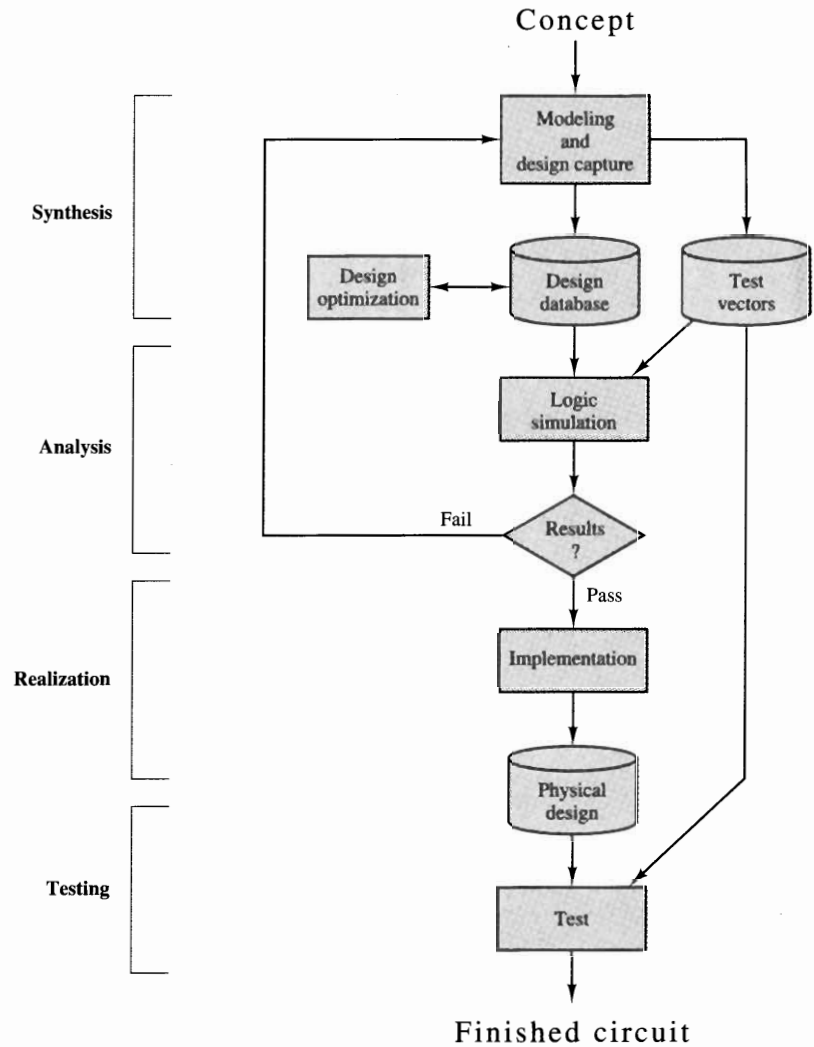 Concept
Modeling
and
design capture
Synthesis
Design
optimization
Design
database
Test
vectors
Logic
simulation
Analysis
Fail
Results
?
Pass
Implementation
Realization
Physical
design
Testing
Test
Finished circuit